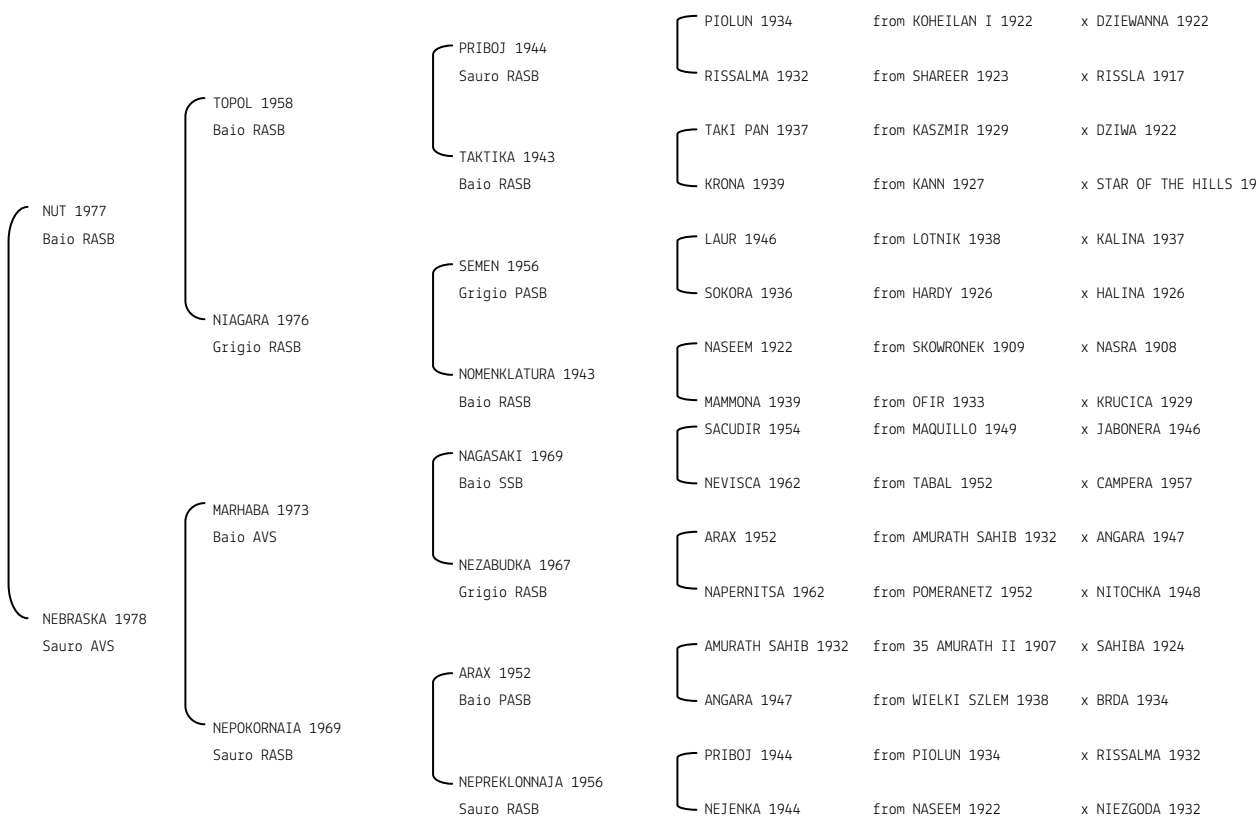 PIOLUN 1934 from KOHEILAN I 1922 x DZIEWANNA 1922
PRIBOJ 1944
Sauro RASB RISSALMA 1932 from SHAREER 1923 x RISSLA 1917
TOPOL 1958
Baio RASB TAKI PAN 1937 from KASZMIR 1929 x DZIWA 1922
TAKTIKA 1943
Baio RASB KRONA 1939 from KANN 1927 x STAR OF THE HILLS 19
NUT 1977
Baio RASB LAUR 1946 from LOTNIK 1938 x KALINA 1937
SEMEN 1956
Grigio PASB SOKORA 1936 from HARDY 1926 x HALINA 1926
NIAGARA 1976
Grigio RASB NASEEM 1922 from SKOWRONEK 1909 x NASRA 1908
NOMENKLATURA 1943
Baio RASB MAMMONA 1939 from OFIR 1933 x KRUCICA 1929
SACUDIR 1954 from MAQUILLO 1949 x JABONERA 1946
NAGASAKI 1969
Baio SSB NEVISCA 1962 from TABAL 1952 x CAMPERA 1957
MARHABA 1973
Baio AVS ARAX 1952 from AMURATH SAHIB 1932 x ANGARA 1947
NEZABUDKA 1967
Grigio RASB NAPERNITSA 1962 from POMERANETZ 1952 x NITOCHKA 1948
NEBRASKA 1978
Sauro AVS AMURATH SAHIB 1932 from 35 AMURATH II 1907 x SAHIBA 1924
ARAX 1952
Baio PASB ANGARA 1947 from WIELKI SZLEM 1938 x BRDA 1934
NEPOKORNAIA 1969
Sauro RASB PRIBOJ 1944 from PIOLUN 1934 x RISSALMA 1932
NEPREKLONNAJA 1956
Sauro RASB NEJENKA 1944 from NASEEM 1922 x NIEZGODA 1932